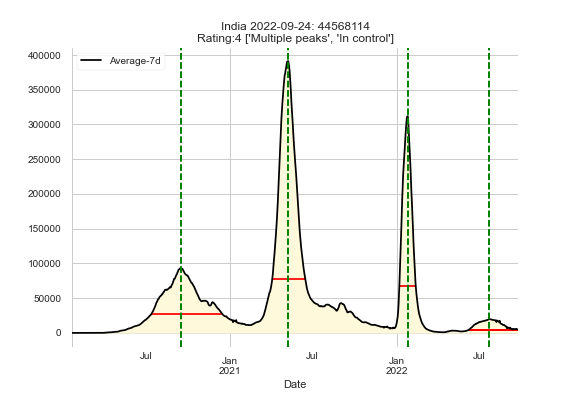 India 2022-09-24: 44568114
Rating:4 ['Multiple peaks', 'In control']
Average-7d
400000
350000
300000
250000
200000
150000
100000
50000
0
Jul
Jan
2021
Jul
Jan
2022
Jul
Date